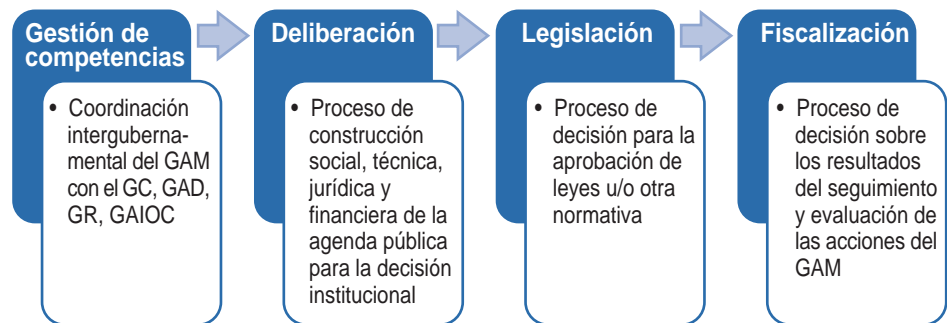 Gestión de
competencias
• Coordinación
interguberna-
mental del GAM
con el GC, GAD,
GR, GAIOC
Deliberación
• Proceso de
construcción
social, técnica,
jurídica y
financiera de la
agenda pública
para la decisión
institucional
Legislación
• Proceso de
decisión para la
aprobación de
leyes u/o otra
normativa
Fiscalización
• Proceso de
decisión sobre
los resultados
del seguimiento
y evaluación de
las acciones del
GAM